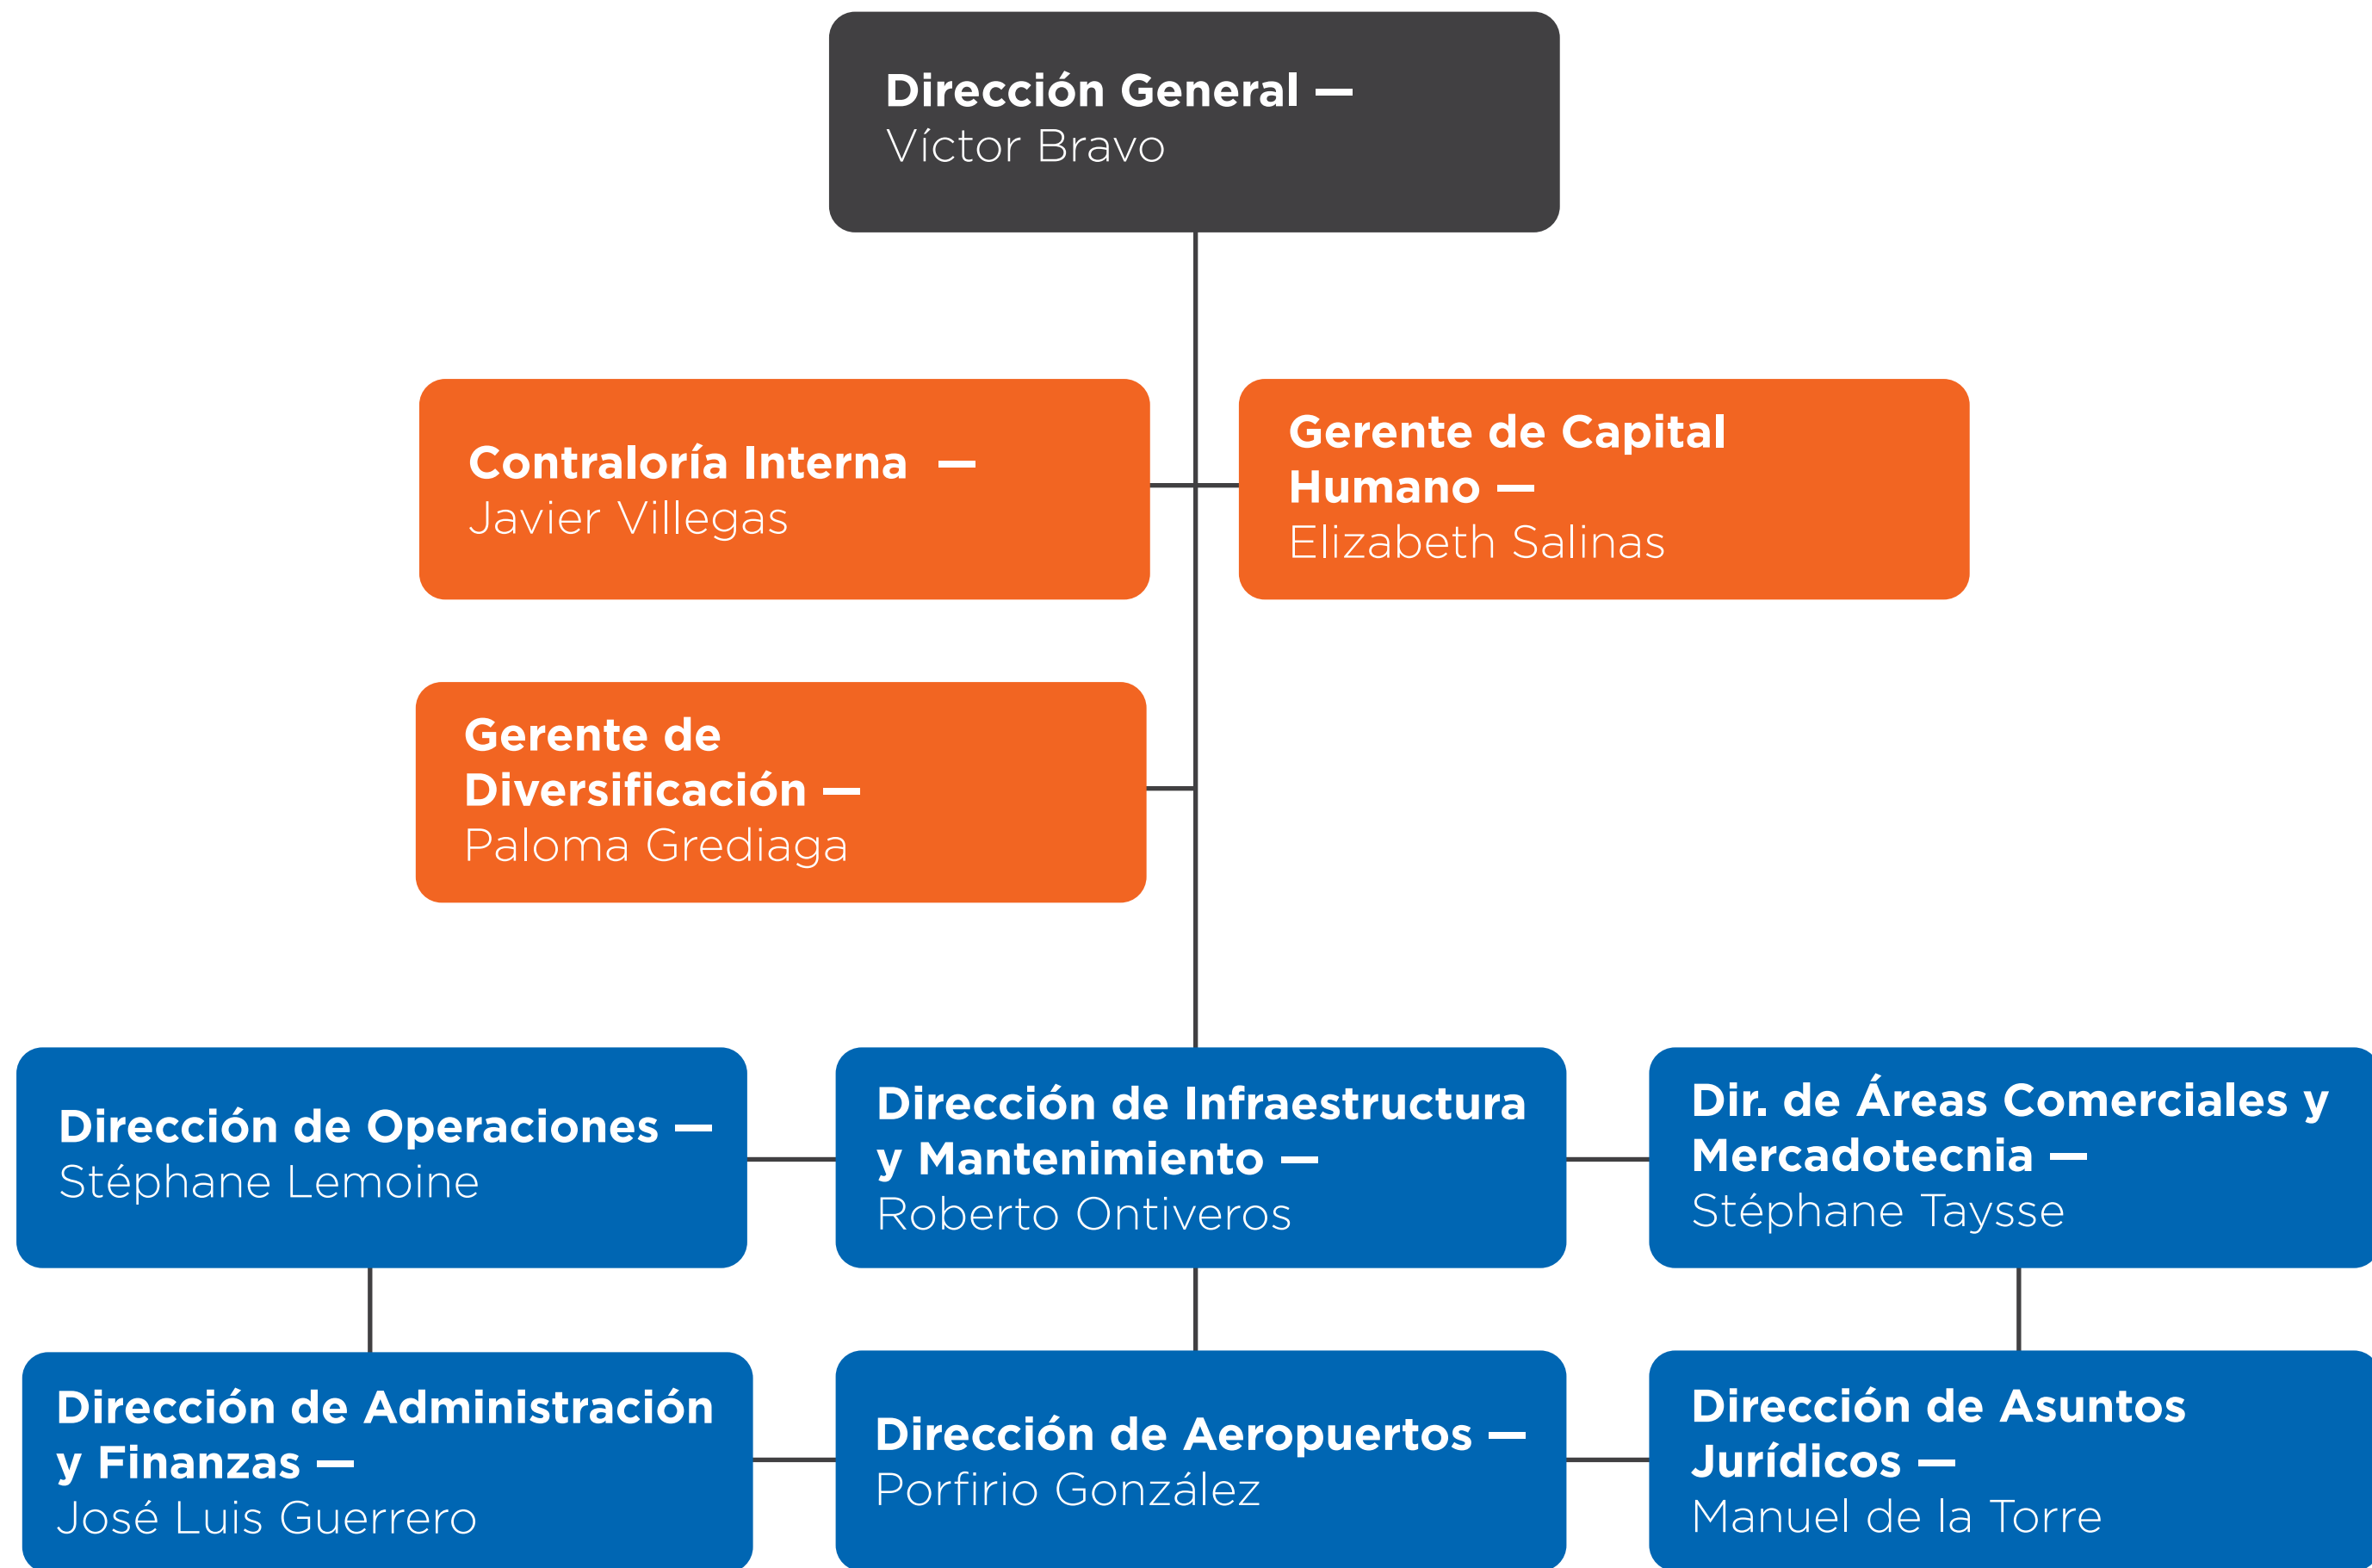 Dirección General —
Víctor Bravo
Contraloría Interna —
Javier Villegas
Gerente de Capital
Humano —
Elizabeth Salinas
Gerente de
Diversificación —
Paloma Grediaga
Dirección de Operaciones —
Stéphane Lemoine
Dirección de Infraestructura
y Mantenimiento —
Roberto Ontiveros
Dir. de Áreas Comerciales y
Mercadotecnia —
Stéphane Taysse
Dirección de Administración
y Finanzas —
José Luis Guerrero
Dirección de Aeropuertos —
Porfirio González
Direccion de Asuntos
Jurídicos —
Manuel de la Torre